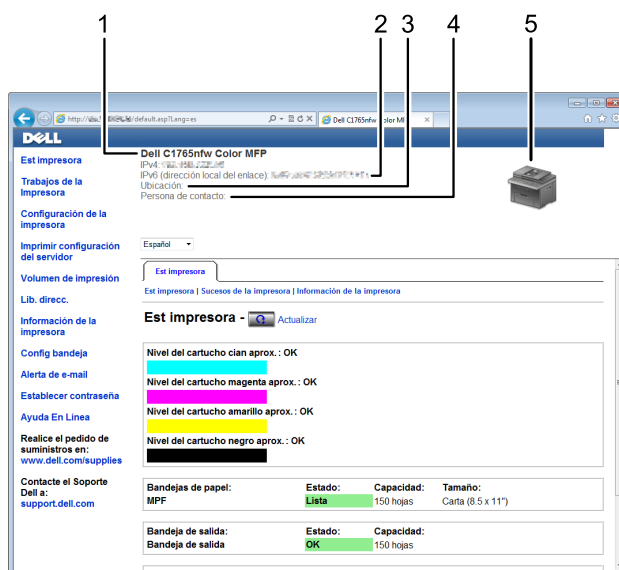 1 2 3 4 5
http:// /default.asp?Lang=es
Dell C1765nfw Color MF
DELL
Dell C1765nfw Color MFP
IPv4:
IPv6 (dirección local del enlace):
Ubicación:
Persona de contacto:
Est impresora
Trabajos de la
Impresora
Configuración de la
impresora
Imprimir configuración
del servidor
Volumen de impresión
Lib. direcc.
Información de la
impresora
Config bandeja
Alerta de e-mail
Establecer contraseña
Ayuda En Linea
Realice el pedido de
suministros en:
www.dell.com/supplies
Contacte el Soporte
Dell a:
support.dell.com
Español
Est impresora
Est impresora | Sucesos de la impresora | Información de la impresora
Est impresora - Actualizar
Nivel del cartucho cian aprox.: OK
Nivel del cartucho magenta aprox.: OK
Nivel del cartucho amarillo aprox.: OK
Nivel del cartucho negro aprox.: OK
Bandejas de papel: Estado: Capacidad: Tamaño:
MPF Lista 150 hojas Carta (8.5 x 11")
Bandeja de salida: Estado: Capacidad:
Bandeja de salida OK 150 hojas